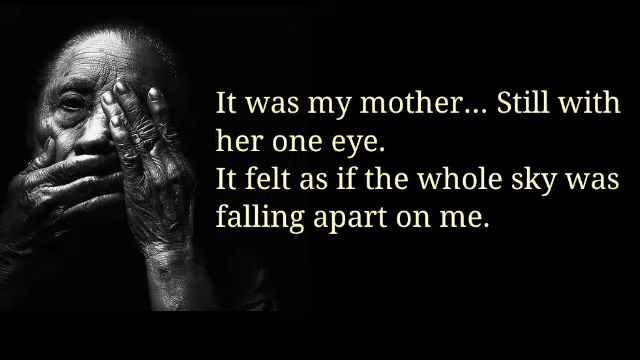 It was my mother... Still with
her one eye.
It felt as if the whole sky was
falling apart on me.